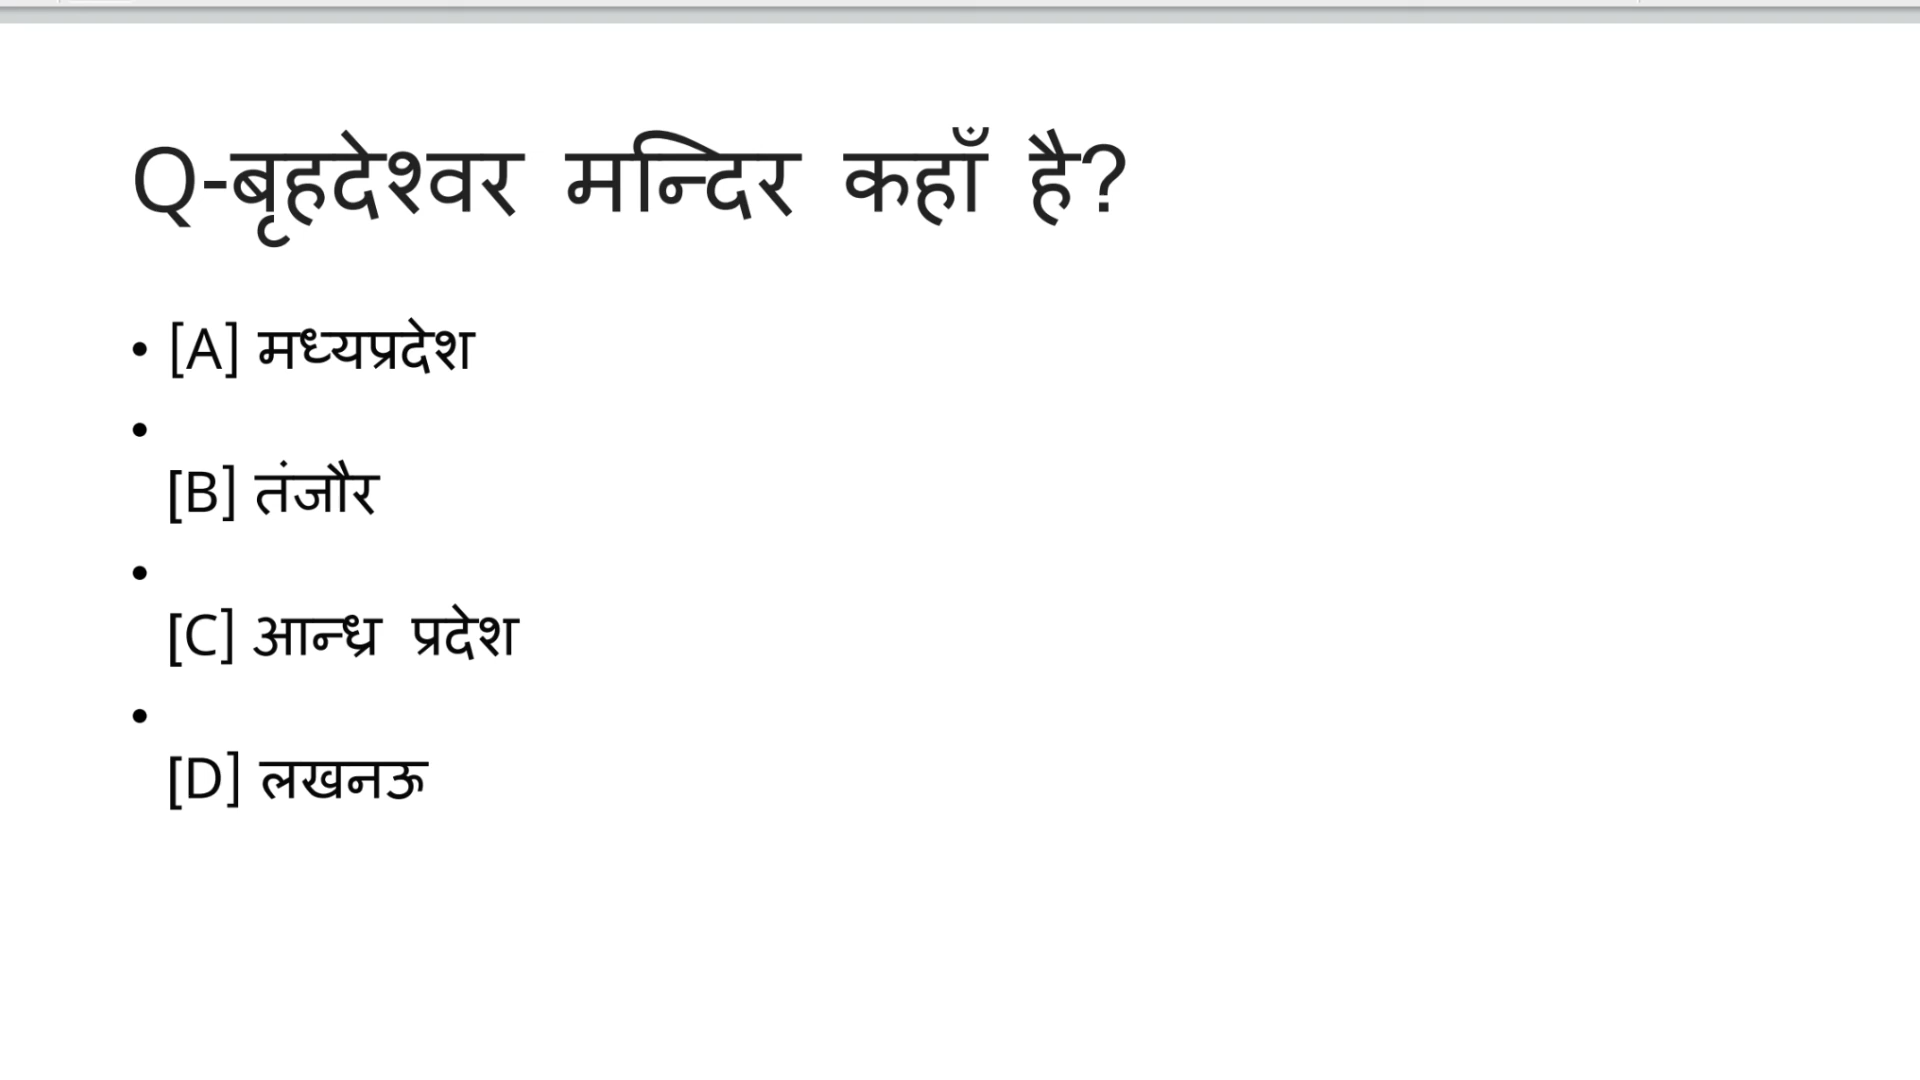 Q-बृहदेश्वर मन्दिर कहाँ है?
• [A] मध्यप्रदेश
•
[B] तंजौर
•
[C] आन्ध्र प्रदेश
•
[D] लखनऊ